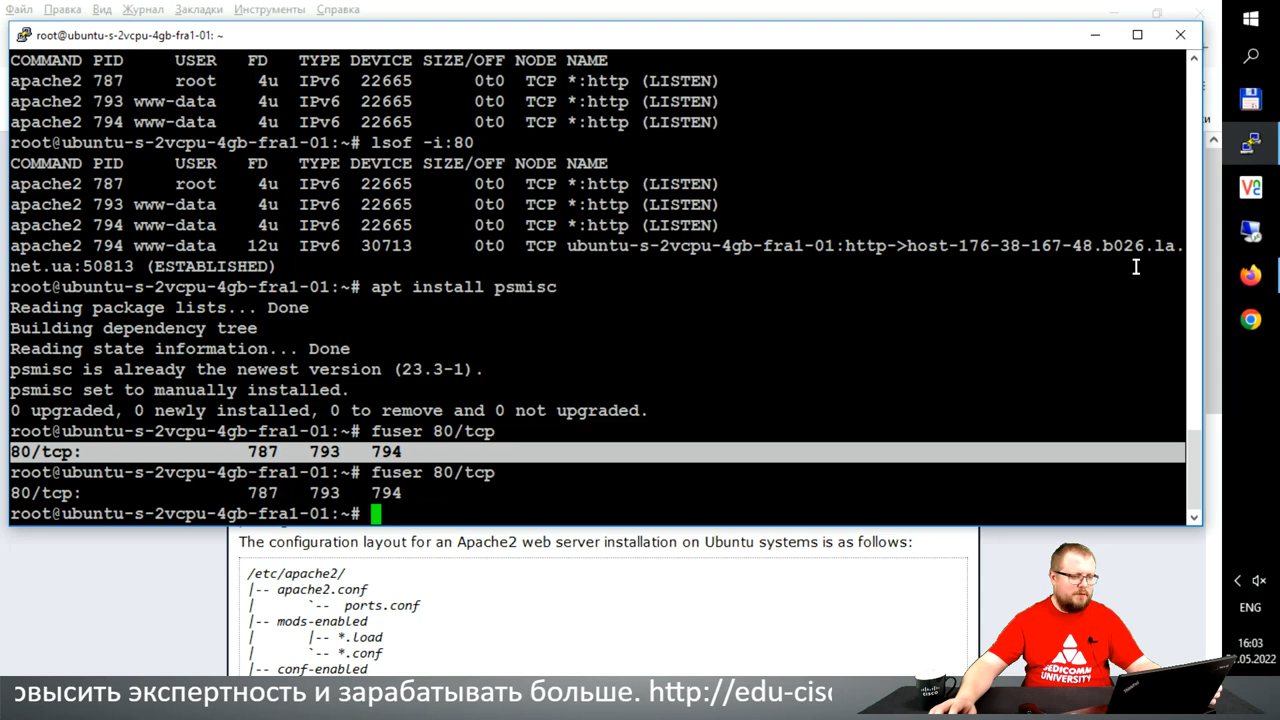 Файл Правка Вид Журнал Закладки Инструменты Справка
root@ubuntu-s-2vcpu-4gb-fra1-01: ~
COMMAND PID USER FD TYPE DEVICE SIZE/OFF NODE NAME
apache2 787 root 4u IPv6 22665 0t0 TCP *:http (LISTEN)
apache2 793 www-data 4u IPv6 22665 0t0 TCP *:http (LISTEN)
apache2 794 www-data 4u IPv6 22665 0t0 TCP *:http (LISTEN)
root@ubuntu-s-2vcpu-4gb-fra1-01:~# lsof -i:80
COMMAND PID USER FD TYPE DEVICE SIZE/OFF NODE NAME
apache2 787 root 4u IPv6 22665 0t0 TCP *:http (LISTEN)
apache2 793 www-data 4u IPv6 22665 0t0 TCP *:http (LISTEN)
apache2 794 www-data 4u IPv6 22665 0t0 TCP *:http (LISTEN)
apache2 794 www-data 12u IPv6 30713 0t0 TCP ubuntu-s-2vcpu-4gb-fra1-01:http->host-176-38-167-48.b026.la.
net.ua:50813 (ESTABLISHED)
root@ubuntu-s-2vcpu-4gb-fra1-01:~# apt install psmisc
Reading package lists... Done
Building dependency tree
Reading state information... Done
psmisc is already the newest version (23.3-1).
psmisc set to manually installed.
0 upgraded, 0 newly installed, 0 to remove and 0 not upgraded.
root@ubuntu-s-2vcpu-4gb-fra1-01:~# fuser 80/tcp
80/tcp: 787 793 794
root@ubuntu-s-2vcpu-4gb-fra1-01:~# fuser 80/tcp
80/tcp: 787 793 794
root@ubuntu-s-2vcpu-4gb-fra1-01:~#
The configuration layout for an Apache2 web server installation on Ubuntu systems is as follows:
/etc/apache2/
|-- apache2.conf
| `-- ports.conf
|-- mods-enabled
| |-- *.load
| `-- *.conf
|-- conf-enabled
ENG
16:03
.05.2022
EDICOMM
UNIVERSITY
овысить экспертность и зарабатывать больше. http://edu-cisc
cisco